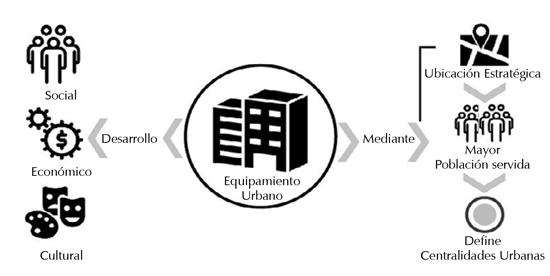 Social
Económico
Cultural
Desarrollo
Equipamiento
Urbano
Mediante
Ubicación Estratégica
Mayor
Población servida
Define
Centralidades Urbanas